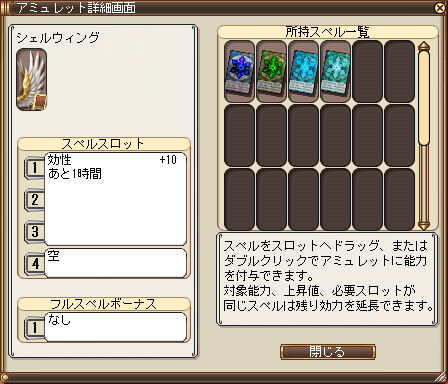 アミュレット詳細画面
シェルウィング
スペルスロット
1
効性 +10
あと1時間
2
3
4
空
フルスペルボーナス
1
なし
所持スペル一覧
スペルをスロットへドラッグ、または
ダブルクリックでアミュレットに能力
を付与できます。
対象能力、上昇値、必要スロットが
同じスペルは残り効力を延長できます。
閉じる